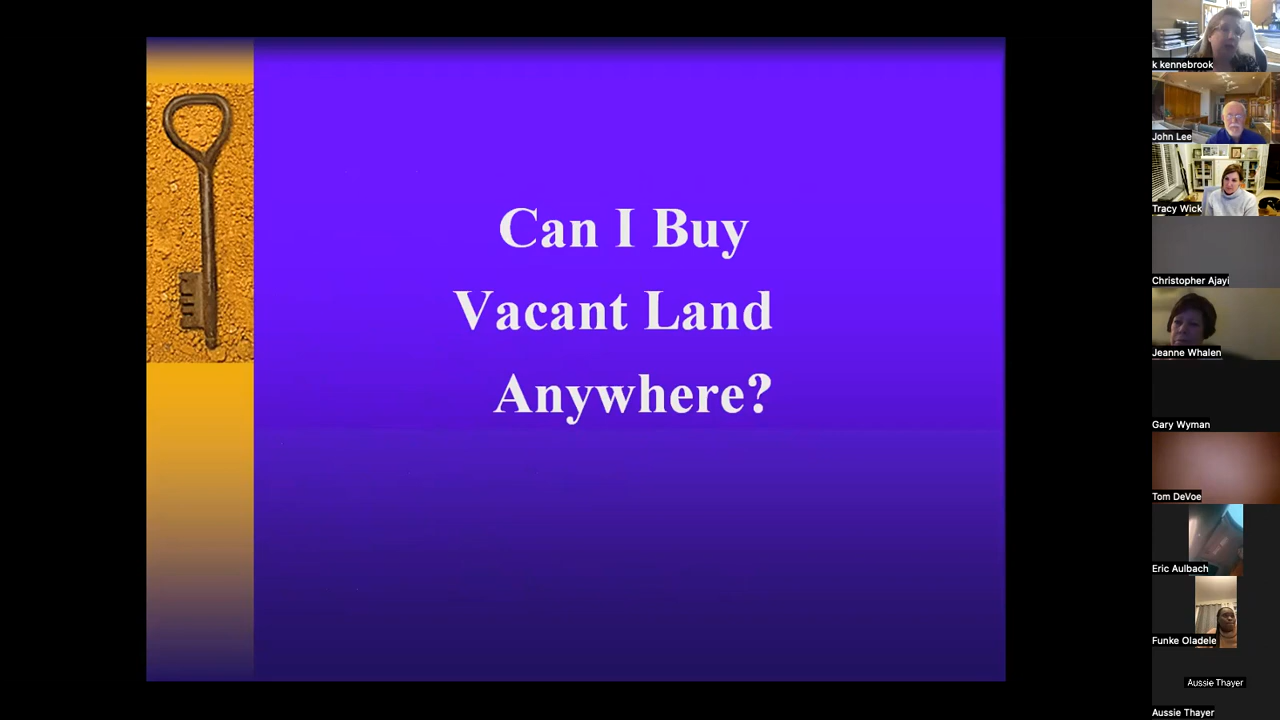 Can I Buy
Vacant Land
Anywhere?
k kennebrook
John Lee
Tracy Wick
Christopher Ajayi
Jeanne Whalen
Gary Wyman
Tom DeVoe
Eric Aulbach
Funke Oladele
Aussie Thayer
Aussie Thayer